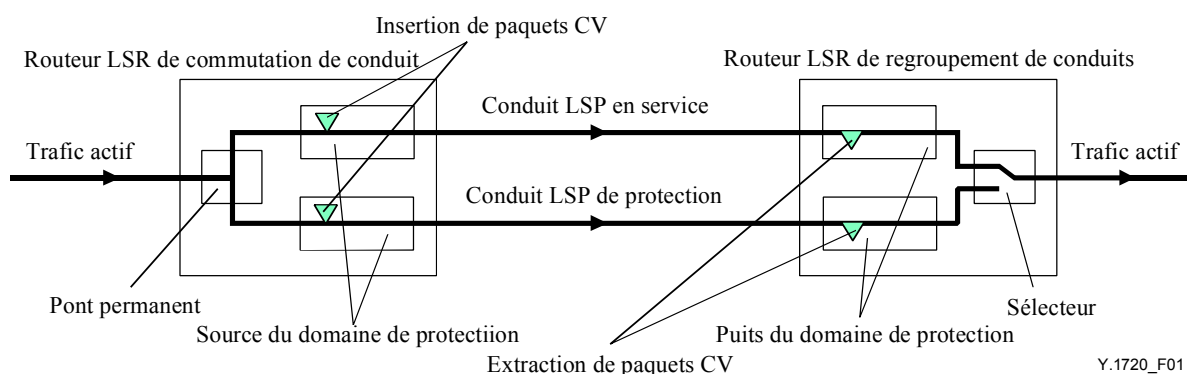 Insertion de paquets CV
Routeur LSR de commutation de conduit
Routeur LSR de regroupement de conduits
Conduit LSP en service
Trafic actif
Trafic actif
Conduit LSP de protection
Pont permanent
Sélecteur
Source du domaine de protectiion
Puits du domaine de protection
Extraction de paquets CV
Y.1720_F01